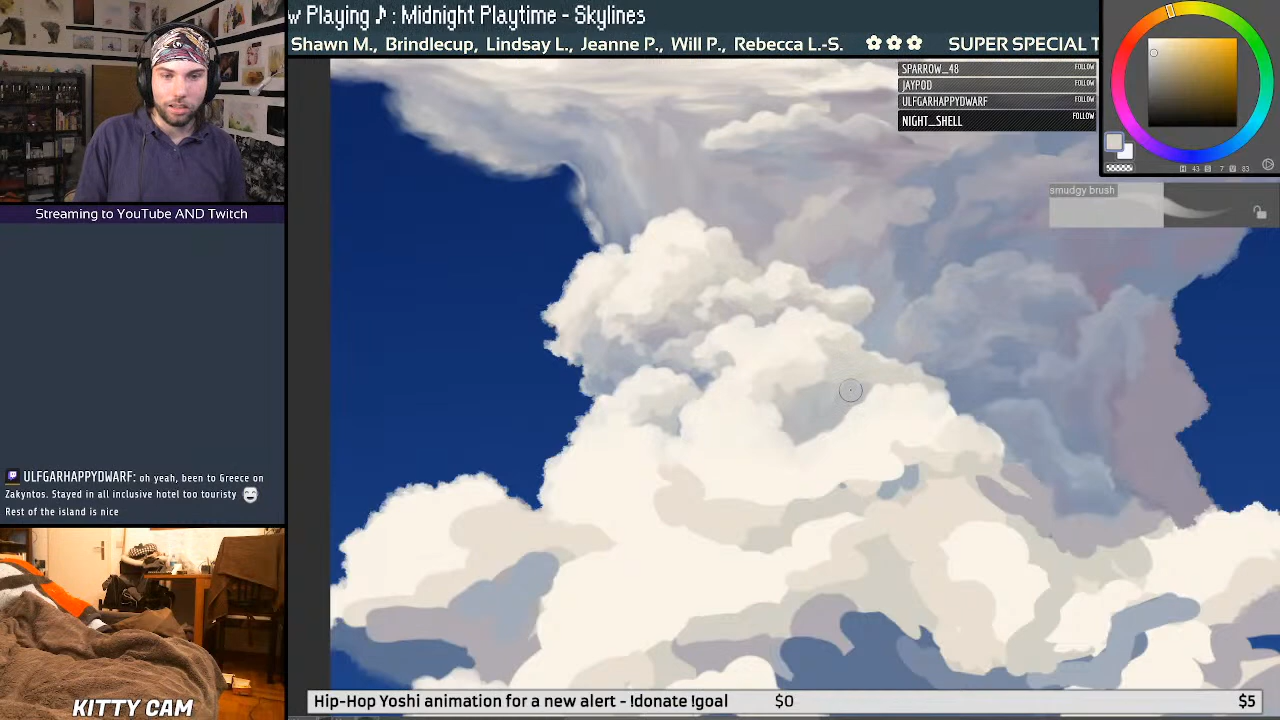 w Playing ♪ : Midnight Playtime - Skylines
Shawn M., Brindlecup, Lindsay L., Jeanne P., Will P., Rebecca L.-S. ✿ ✿ ✿ SUPER SPECIAL T
SPARROW_48 FOLLOW
JAYPOD FOLLOW
ULFGARHAPPYDWARF FOLLOW
NIGHT_SHELL FOLLOW
H 43 S 7 V 83
smudgy brush
Streaming to YouTube AND Twitch
ULFGARHAPPYDWARF: oh yeah, been to Greece on
Zakyntos. Stayed in all inclusive hotel too touristy
Rest of the island is nice
KITTY CAM
Hip-Hop Yoshi animation for a new alert - !donate !goal $0 $5